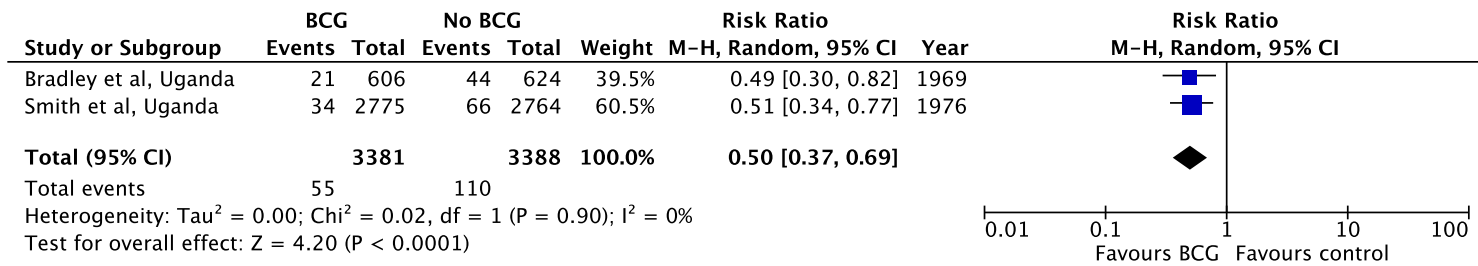 BCG No BCG Risk Ratio Risk Ratio
Study or Subgroup Events Total Events Total Weight M-H, Random, 95% CI Year M-H, Random, 95% CI
Bradley et al, Uganda 21 606 44 624 39.5% 0.49 [0.30, 0.82] 1969
Smith et al, Uganda 34 2775 66 2764 60.5% 0.51 [0.34, 0.77] 1976
Total (95% CI) 3381 3388 100.0% 0.50 [0.37, 0.69]
Total events 55 110
Heterogeneity: Tau² = 0.00; Chi² = 0.02, df = 1 (P = 0.90); I² = 0%
Test for overall effect: Z = 4.20 (P < 0.0001)
0.01 0.1 1 10 100
Favours BCG Favours control